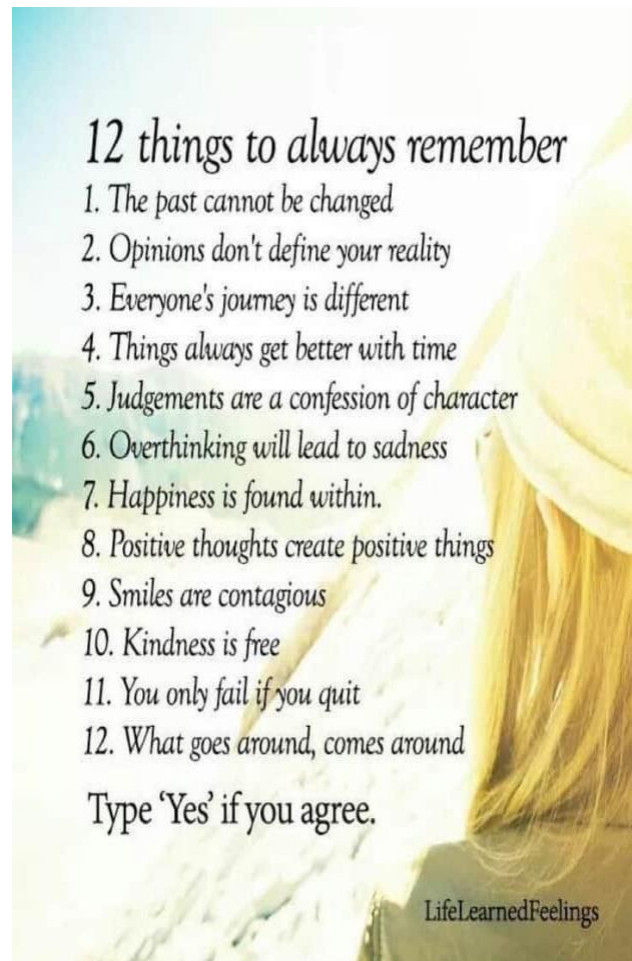 12 things to always remember
1. The past cannot be changed
2. Opinions don't define your reality
3. Everyone's journey is different
4. Things always get better with time
5. Judgements are a confession of character
6. Overthinking will lead to sadness
7. Happiness is found within.
8. Positive thoughts create positive things
9. Smiles are contagious
10. Kindness is free
11. You only fail if you quit
12. What goes around, comes around
Type ‘Yes’ if you agree.
LifeLearnedFeelings